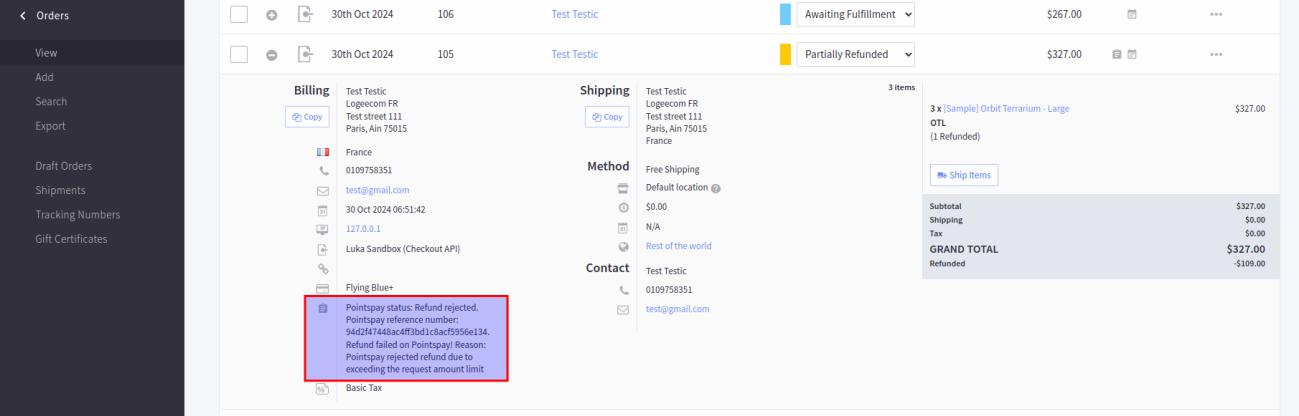 Orders
View
Add
Search
Export
Draft Orders
Shipments
Tracking Numbers
Gift Certificates
30th Oct 2024 106 Test Testic Awaiting Fulfillment $267.00
30th Oct 2024 105 Test Testic Partially Refunded $327.00
Billing
Copy
Test Testic
Logeecom FR
Test street 111
Paris, Ain 75015
France
0109758351
test@gmail.com
30 Oct 2024 06:51:42
127.0.0.1
Luka Sandbox (Checkout API)
Flying Blue+
Pointspay status: Refund rejected.
Pointspay reference number:
94d2f47448ac4ff3bd1c8acf5956e134.
Refund failed on Pointspay! Reason:
Pointspay rejected refund due to
exceeding the request amount limit
Basic Tax
Shipping
Copy
Test Testic
Logeecom FR
Test street 111
Paris, Ain 75015
France
Method
Free Shipping
Default location ?
$0.00
N/A
Rest of the world
Contact
Test Testic
0109758351
test@gmail.com
3 items
3 x [Sample] Orbit Terrarium - Large $327.00
OTL
(1 Refunded)
Ship Items
Subtotal $327.00
Shipping $0.00
Tax $0.00
GRAND TOTAL $327.00
Refunded -$109.00